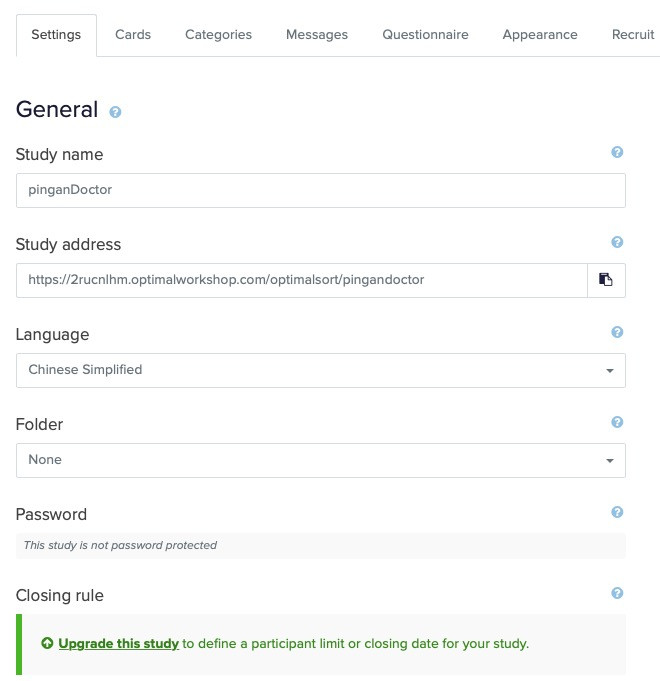 Settings Cards Categories Messages Questionnaire Appearance Recruit
General ?
Study name ?
pinganDoctor
Study address ?
https://2rucnlhm.optimalworkshop.com/optimalsort/pingandoctor
Language ?
Chinese Simplified
Folder ?
None
Password ?
This study is not password protected
Closing rule ?
Upgrade this study to define a participant limit or closing date for your study.